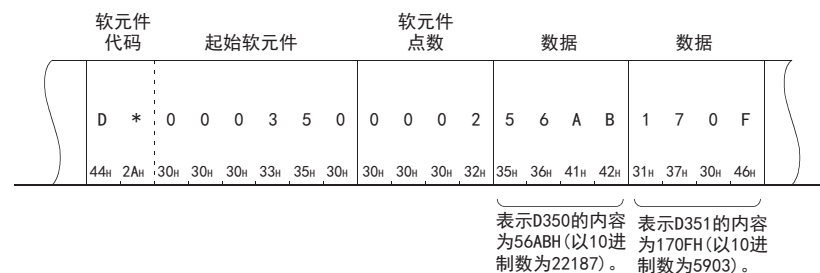 软元件
代码
起始软元件
软元件
点数
数据
数据
D * 0 0 0 3 5 0 0 0 0 2 5 6 A B 1 7 0 F
44H 2AH 30H 30H 30H 33H 35H 30H 30H 30H 30H 32H 35H 36H 41H 42H 31H 37H 30H 46H
表示D350的内容
为56ABH(以10进
制数为22187)。
表示D351的内容
为170FH(以10进
制数为5903)。